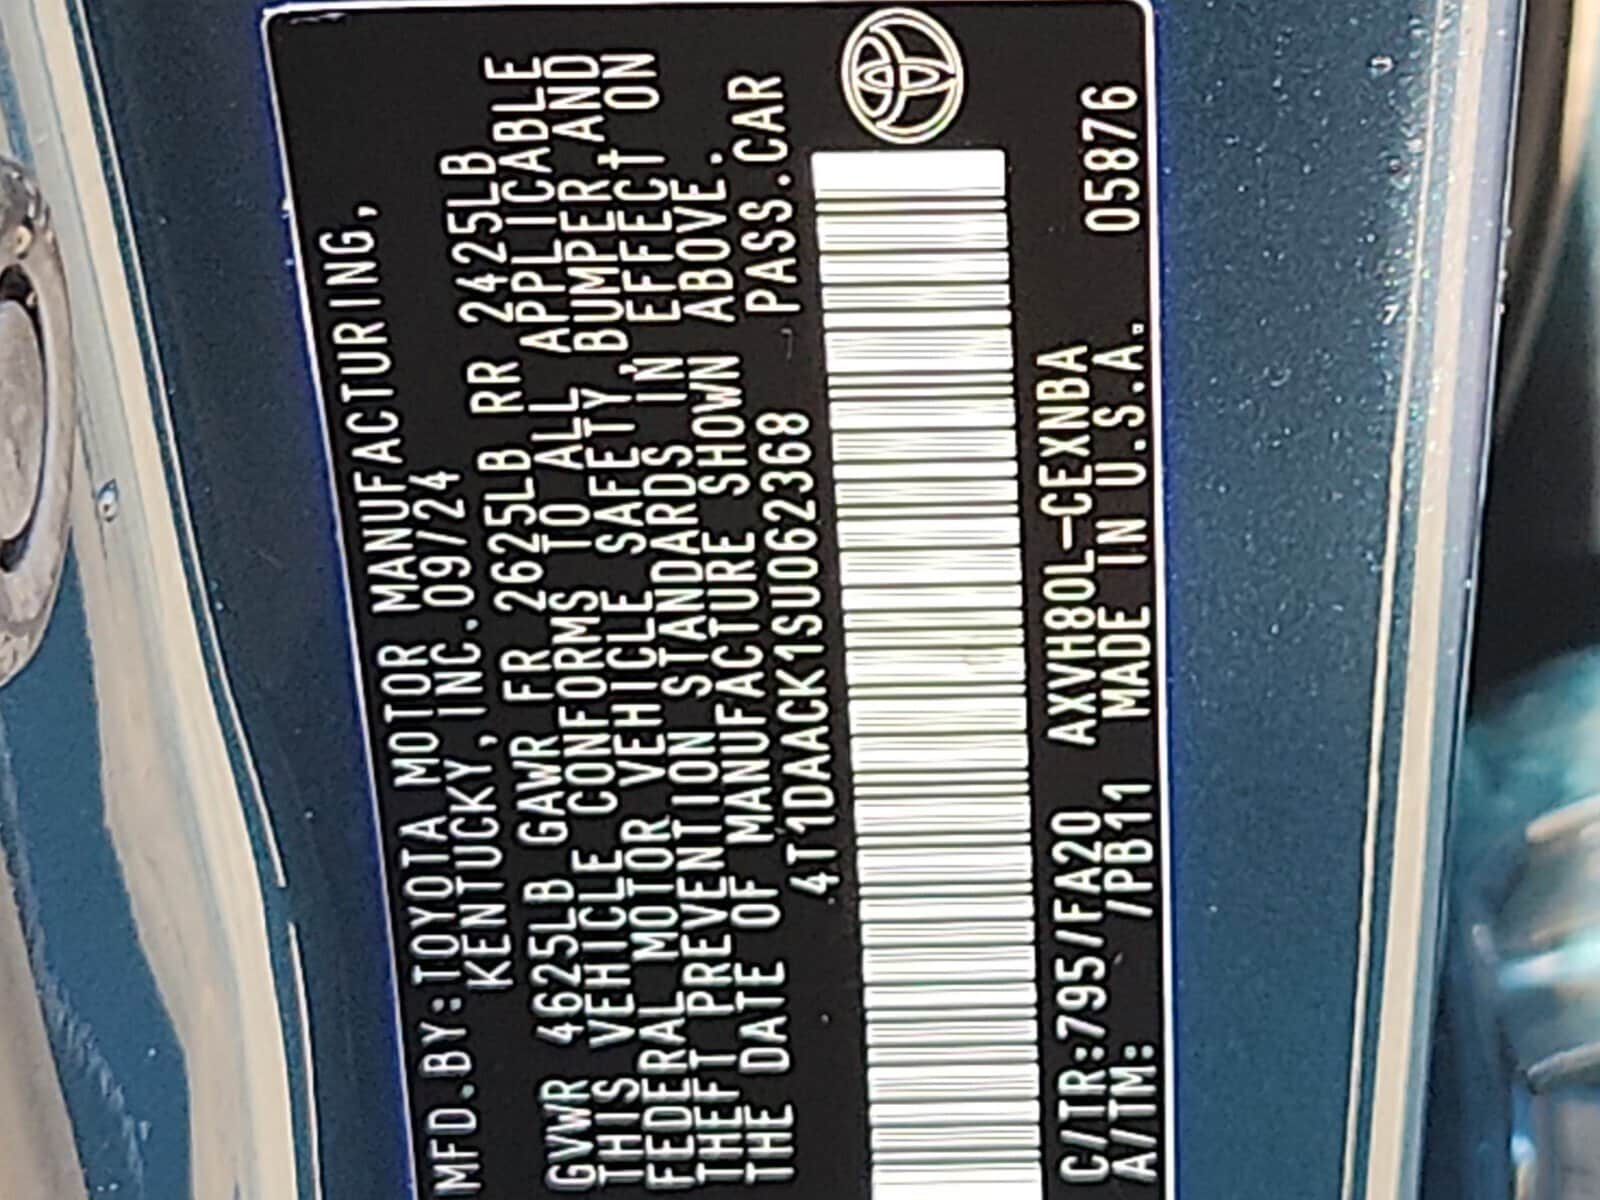 MFD.BY:TOYOTA MOTOR MANUFACTURING,
KENTUCKY, INC.09/24
GVWR 4625LB GAWR FR 2625LB RR 2425LB
THIS VEHICLE CONFORMS TO ALL APPLICABLE
FEDERAL MOTOR VEHICLE SAFETY,BUMPER,AND
THEFT PREVENTION STANDARDS IN EFFECT ON
THE DATE OF MANUFACTURE SHOWN ABOVE.
4T1DAACK1SU062368 PASS.CAR
C/TR:795/FA20 AXVH80L-CEXNBA 05876
A/TM: /PB11 MADE IN U.S.A.